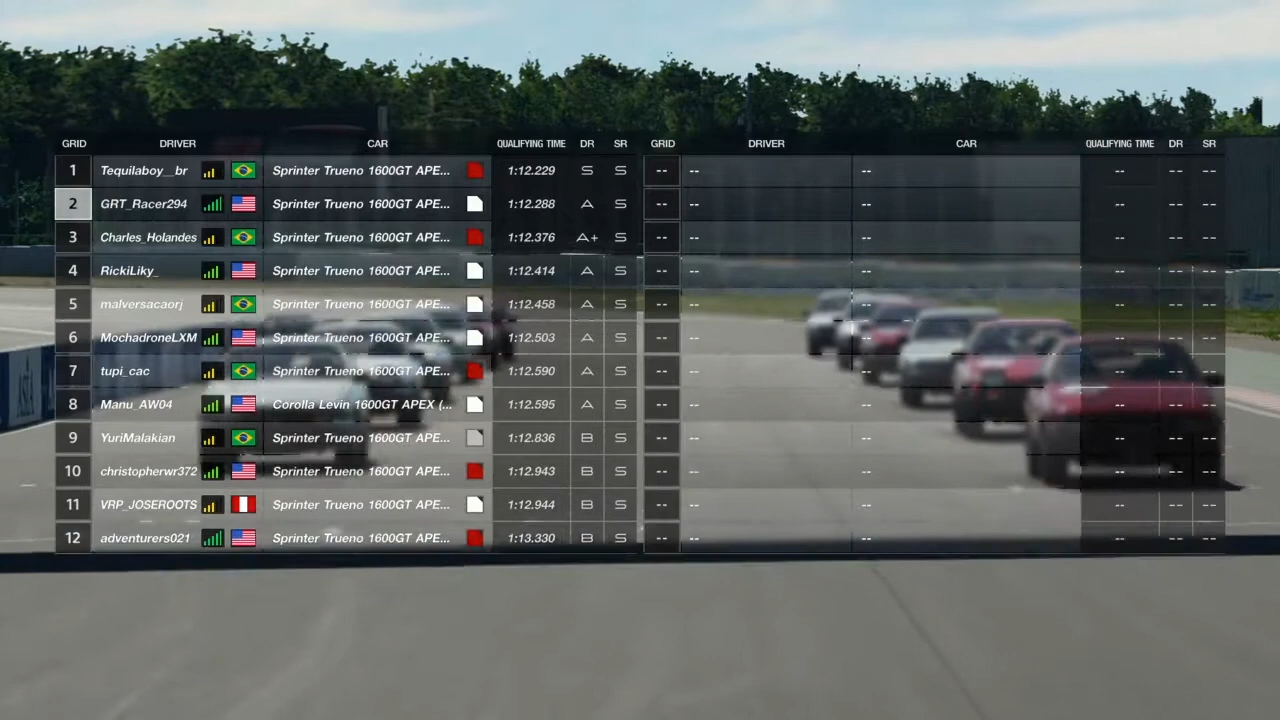 GRID DRIVER CAR QUALIFYING TIME DR SR GRID DRIVER CAR QUALIFYING TIME DR SR
1 Tequilaboy__br Sprinter Trueno 1600GT APE... 1:12.229 S S -- -- -- -- -- --
2 GRT_Racer294 Sprinter Trueno 1600GT APE... 1:12.288 A S -- -- -- -- -- --
3 Charles_Holandes Sprinter Trueno 1600GT APE... 1:12.376 A+ S -- -- -- -- -- --
4 RickiLiky_ Sprinter Trueno 1600GT APE... 1:12.414 A S -- -- -- -- -- --
5 malversacaorj Sprinter Trueno 1600GT APE... 1:12.458 A S -- -- -- -- -- --
6 MochadroneLXM Sprinter Trueno 1600GT APE... 1:12.503 A S -- -- -- -- -- --
7 tupi_cac Sprinter Trueno 1600GT APE... 1:12.590 A S -- -- -- -- -- --
8 Manu_AW04 Corolla Levin 1600GT APEX (... 1:12.595 A S -- -- -- -- -- --
9 YuriMalakian Sprinter Trueno 1600GT APE... 1:12.836 B S -- -- -- -- -- --
10 christopherwr372 Sprinter Trueno 1600GT APE... 1:12.943 B S -- -- -- -- -- --
11 VRP_JOSEROOTS Sprinter Trueno 1600GT APE... 1:12.944 B S -- -- -- -- -- --
12 adventurers021 Sprinter Trueno 1600GT APE... 1:13.330 B S -- -- -- -- -- --
ASIA